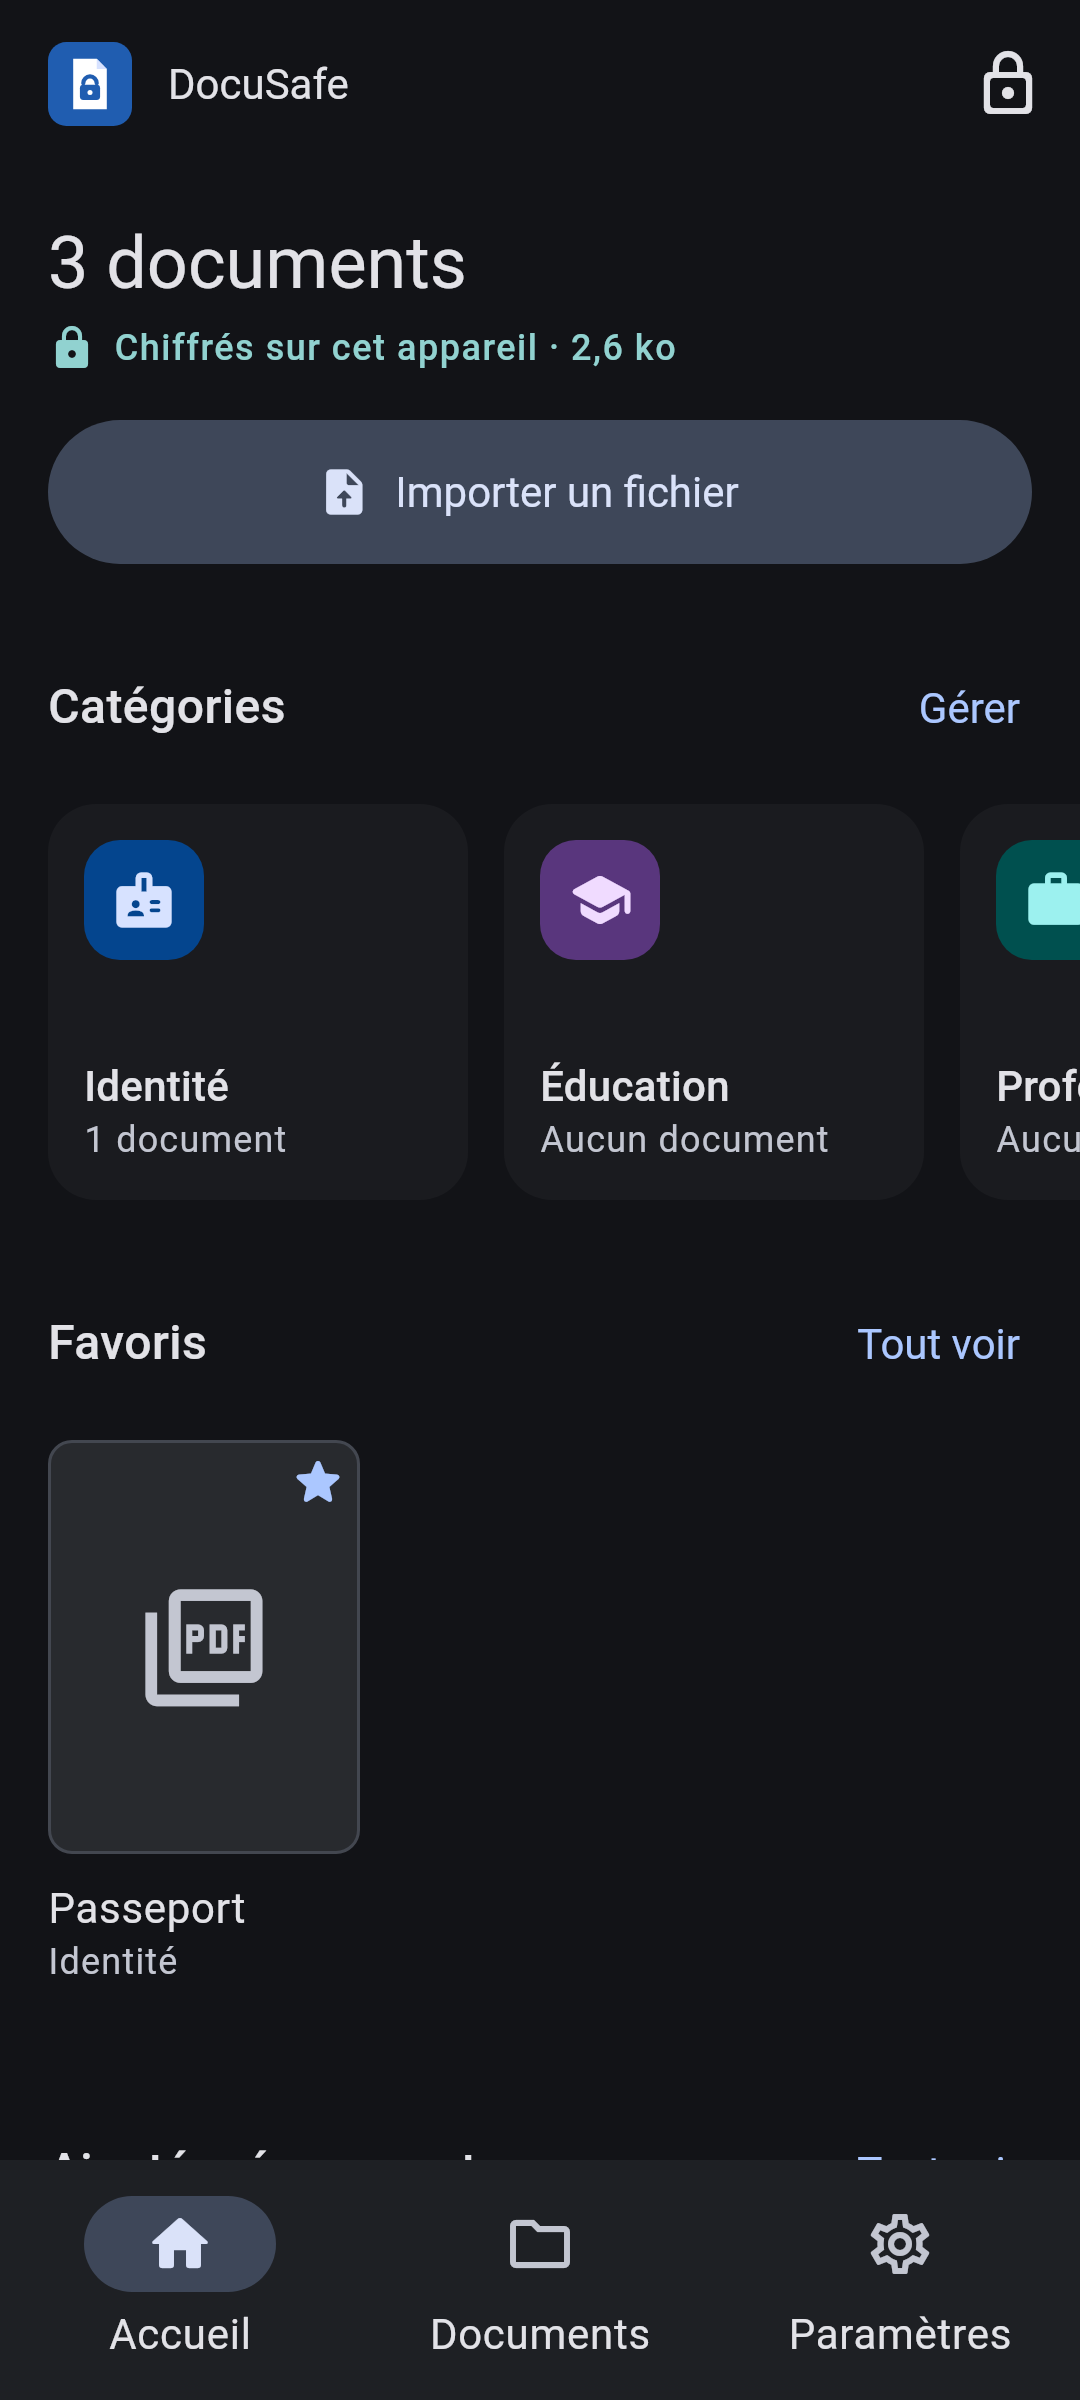 DocuSafe
3 documents
Chiffrés sur cet appareil · 2,6 ko
Importer un fichier
Catégories
Gérer
Identité
1 document
Éducation
Aucun document
Favoris
Tout voir
PDF
Passeport
Identité
Accueil
Documents
Paramètres